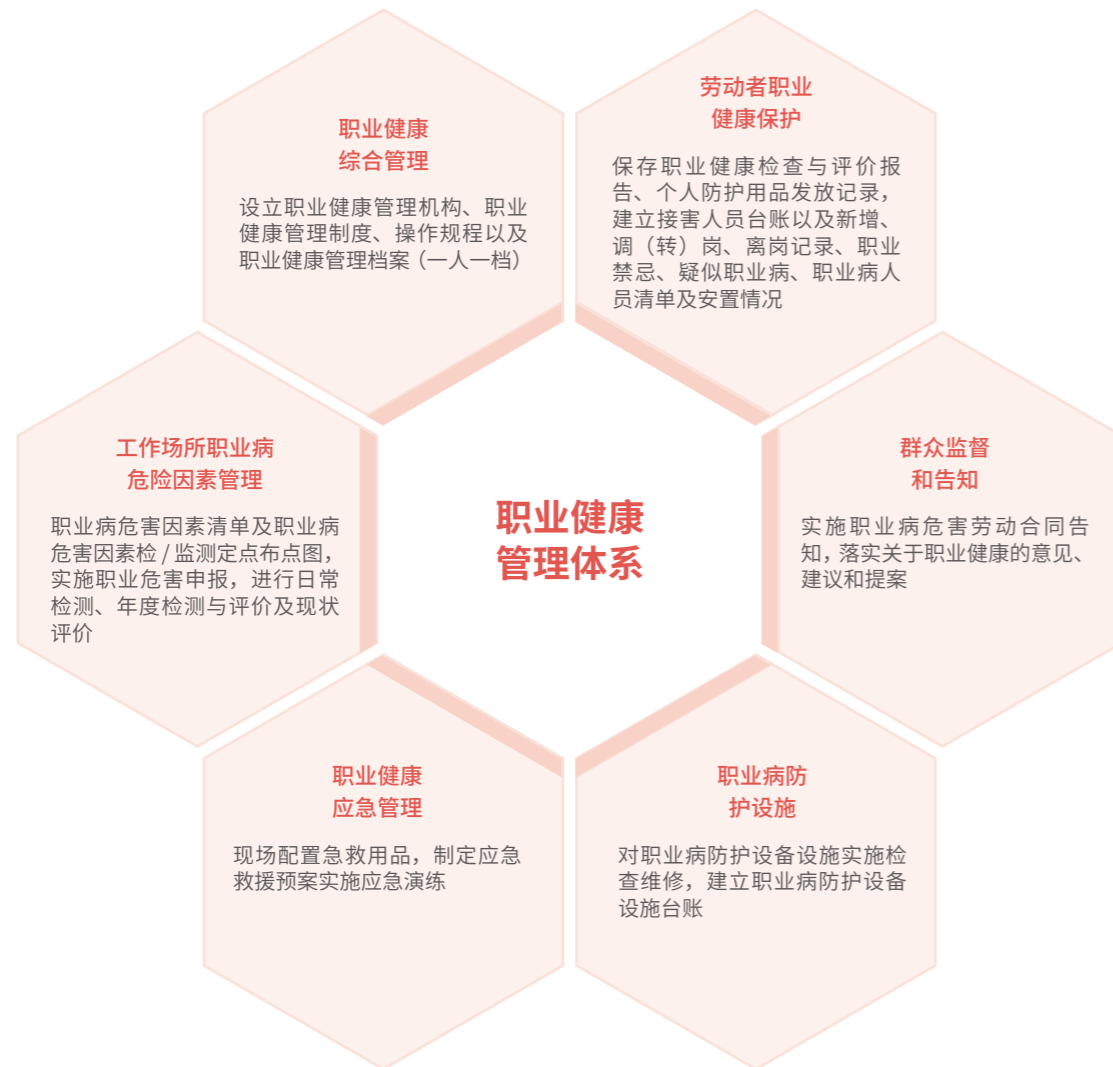 职业健康
综合管理
设立职业健康管理机构、职业
健康管理制度、操作规程以及
职业健康管理档案（一人一档）
劳动者职业
健康保护
保存职业健康检查与评价报
告、个人防护用品发放记录，
建立接害人员台账以及新增、
调（转）岗、离岗记录、职业
禁忌、疑似职业病、职业病人
员清单及安置情况
工作场所职业病
危险因素管理
职业病危害因素清单及职业病
危害因素检 / 监测定点布点图，
实施职业危害申报，进行日常
检测、年度检测与评价及现状
评价
职业健康
管理体系
群众监督
和告知
实施职业病危害劳动合同告
知，落实关于职业健康的意见、
建议和提案
职业健康
应急管理
现场配置急救用品，制定应急
救援预案实施应急演练
职业病防
护设施
对职业病防护设备设施实施检
查维修，建立职业病防护设备
设施台账